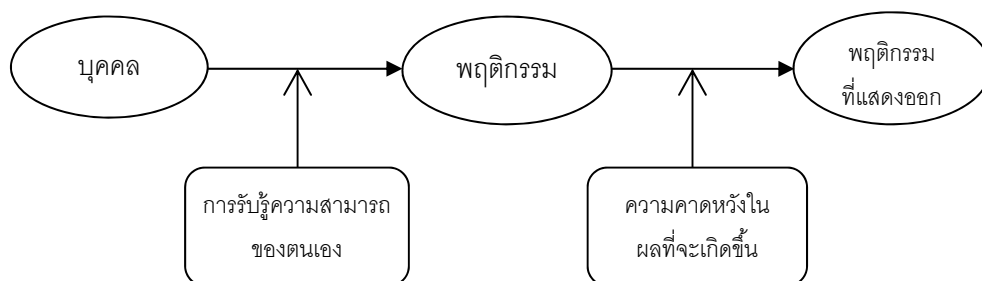 บุคคล
พฤติกรรม
พฤติกรรม
ที่แสดงออก
การรับรู้ความสามารถ
ของตนเอง
ความคาดหวังใน
ผลที่จะเกิดขึ้น